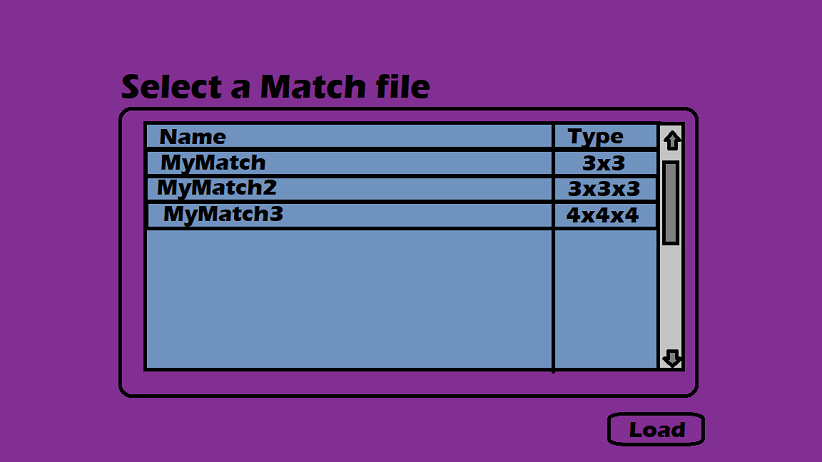 Select a Match file
Name Type
MyMatch 3x3
MyMatch2 3x3x3
MyMatch3 4x4x4
Load